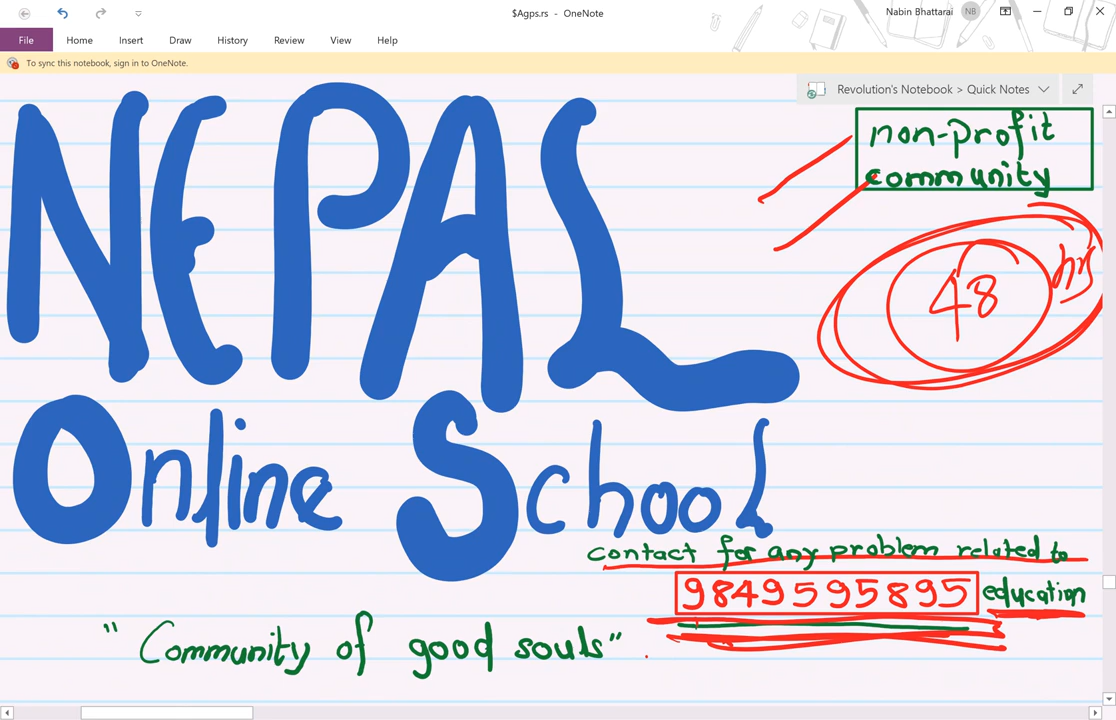 $Agps.rs - OneNote
Nabin Bhattarai NB
File Home Insert Draw History Review View Help
To sync this notebook, sign in to OneNote.
Revolution's Notebook > Quick Notes
NEPAL
non-profit
community
48 hrs
Online School
contact for any problem related to
9849595895 education
"Community of good souls"